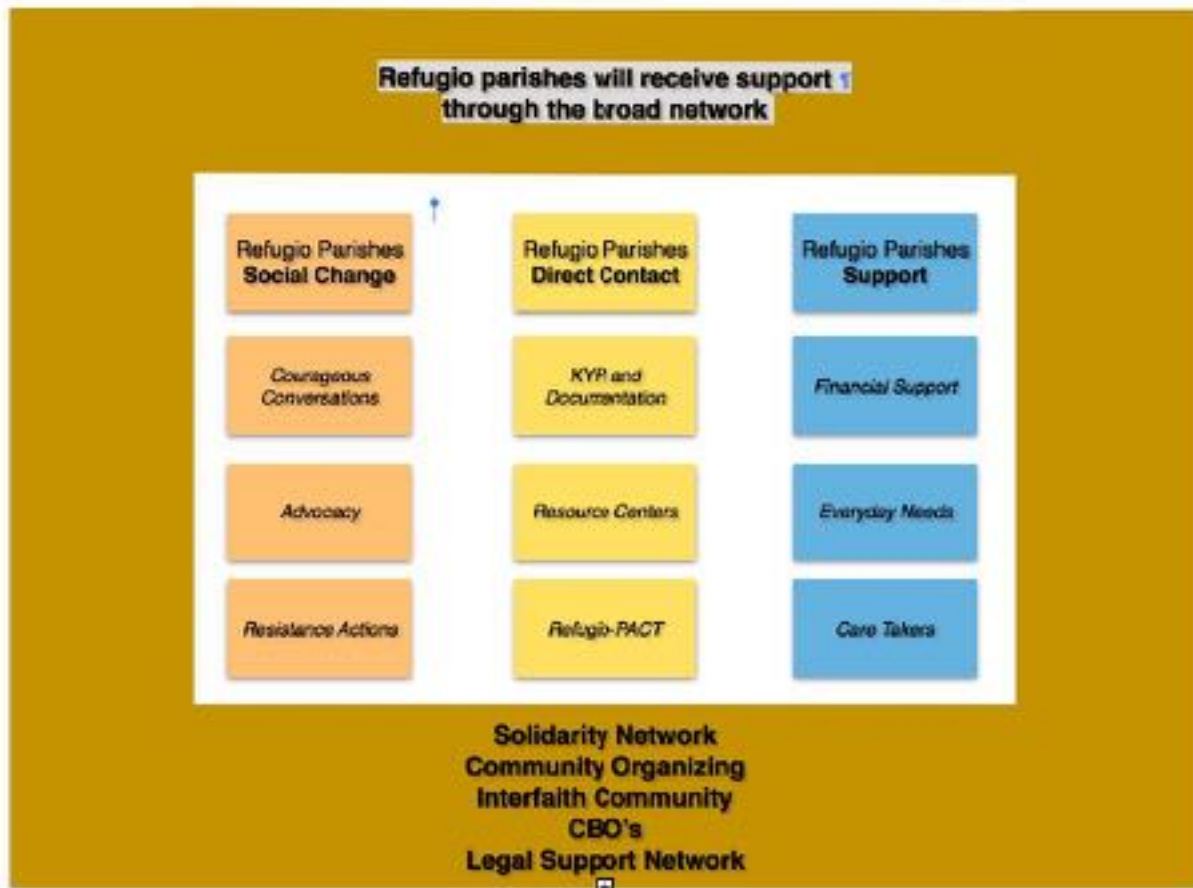 Refugio parishes will receive support ¶
through the broad network
Refugio Parishes
Social Change
Refugio Parishes
Direct Contact
Refugio Parishes
Support
Courageous
Conversations
KYR and
Documentation
Financial Support
Advocacy
Resource Centers
Everyday Needs
Resistance Actions
Refugio-PACT
Care Takers
Solidarity Network
Community Organizing
Interfaith Community
CBO's
Legal Support Network